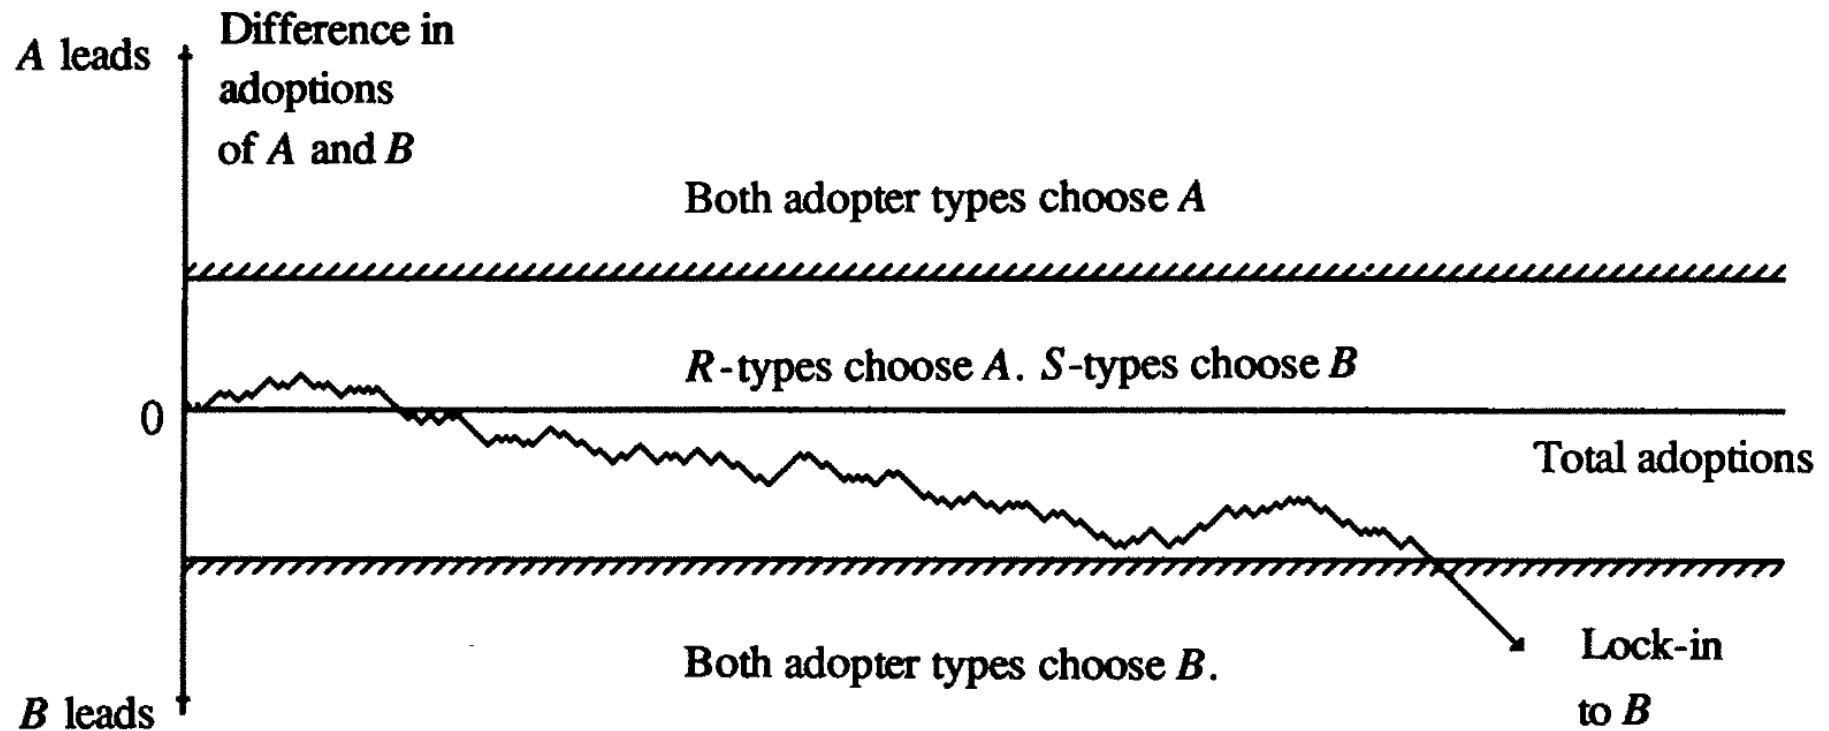 Difference in
A leads
adoptions
of A and B
Both adopter types choose A
R-types choose A. S-types choose B
0
Total adoptions
Both adopter types choose B.
Lock-in
to B
B leads